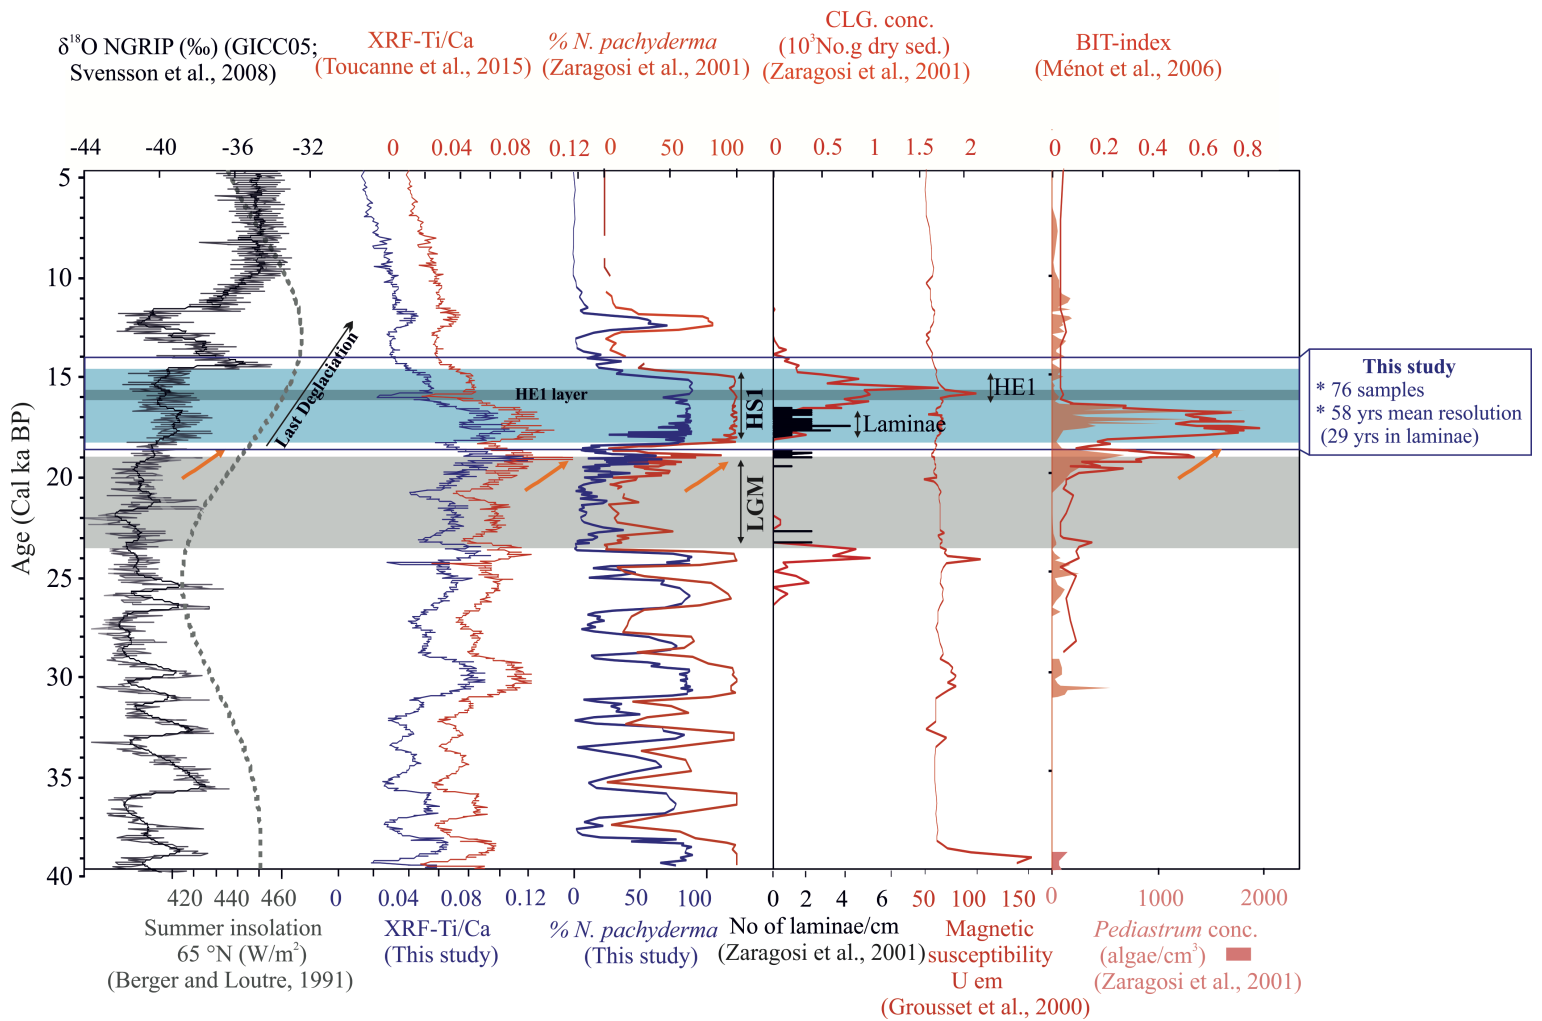 δ18O NGRIP (‰) (GICC05;
Svensson et al., 2008)
XRF-Ti/Ca
(Toucanne et al., 2015)
% N. pachyderma
(Zaragosi et al., 2001)
CLG. conc.
(10³No.g dry sed.)
(Zaragosi et al., 2001)
BIT-index
(Ménot et al., 2006)
-44 -40 -36 -32
0 0.04 0.08 0.12
0 50 100
0 0.5 1 1.5 2
0 0.2 0.4 0.6 0.8
Age (Cal ka BP)
5
10
15
20
25
30
35
40
Last Deglaciation
HE1 layer
HS1
LGM
HE1
Laminae
This study
* 76 samples
* 58 yrs mean resolution
(29 yrs in laminae)
420 440 460
Summer insolation
65 °N (W/m²)
(Berger and Loutre, 1991)
0 0.04 0.08 0.12
XRF-Ti/Ca
(This study)
0 50 100
% N. pachyderma
(This study)
0 2 4 6
No of laminae/cm
(Zaragosi et al., 2001)
50 100 150
Magnetic
susceptibility
U em
(Grousset et al., 2000)
0 1000 2000
Pediastrum conc.
(algae/cm³)
(Zaragosi et al., 2001)